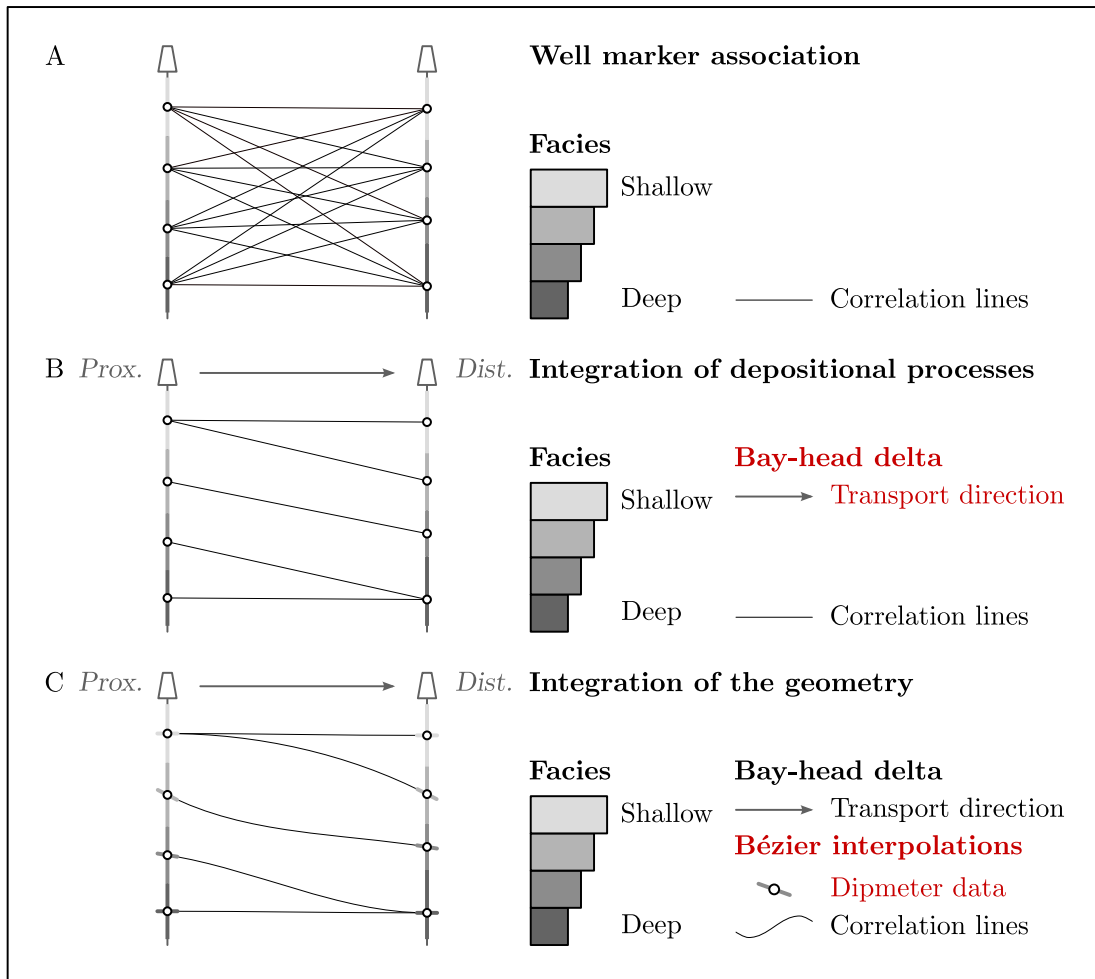 A Well marker association
Facies
Shallow
Deep Correlation lines
B Prox. Dist. Integration of depositional processes
Facies Bay-head delta
Shallow Transport direction
Deep Correlation lines
C Prox. Dist. Integration of the geometry
Facies Bay-head delta
Shallow Transport direction
Bézier interpolations
Dipmeter data
Deep Correlation lines